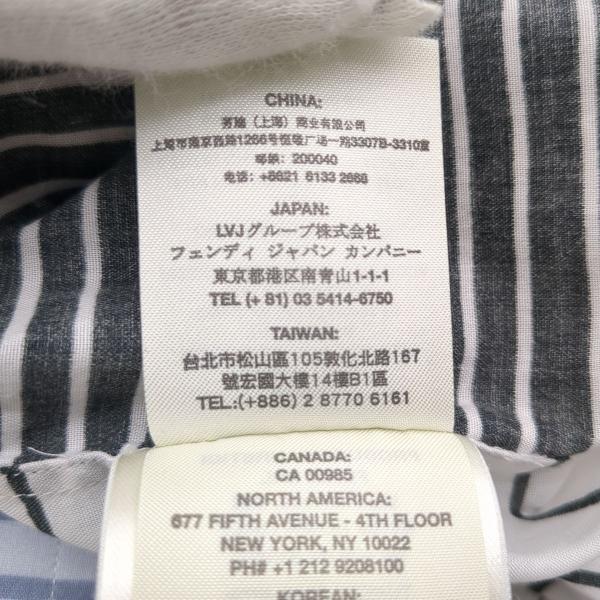 CHINA:
芳迪（上海）商业有限公司
上海市南京西路1266号恒隆广场一座3307B-3310室
邮编：200040
电话：+8621 6133 2668
JAPAN:
LVJグループ株式会社
フェンディ ジャパン カンパニー
東京都港区南青山1-1-1
TEL (+ 81) 03 5414-6750
TAIWAN:
台北市松山區105敦化北路167
號宏國大樓14樓B1區
TEL.:(+886) 2 8770 6161
CANADA:
CA 00985
NORTH AMERICA:
677 FIFTH AVENUE - 4TH FLOOR
NEW YORK, NY 10022
PH# +1 212 9208100
KOREAN: